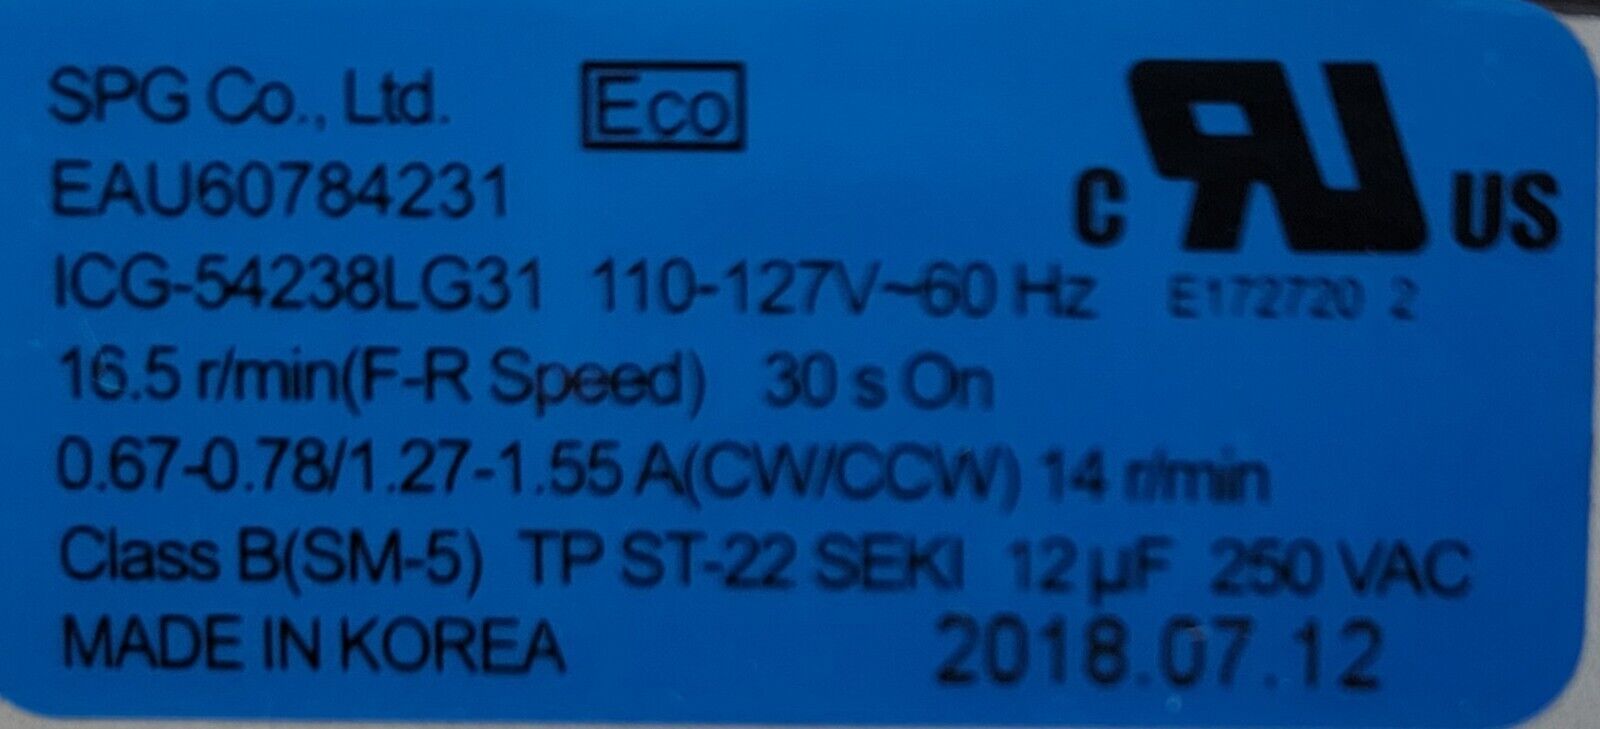 SPG Co., Ltd. Eco
EAU60784231 C RU US
ICG-54238LG31 110-127V~60 Hz E172720 2
16.5 r/min(F-R Speed) 30 s On
0.67-0.78/1.27-1.55 A(CW/CCW) 14 r/min
Class B(SM-5) TP ST-22 SEKI 12 µF 250 VAC
MADE IN KOREA 2018.07.12